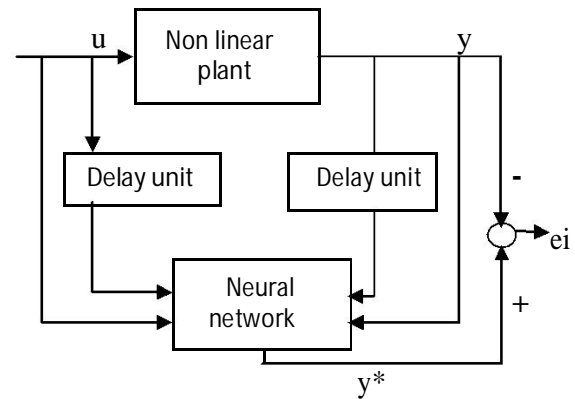 u
Non linear
plant
y
Delay unit
Delay unit
-
ei
Neural
network
+
y*